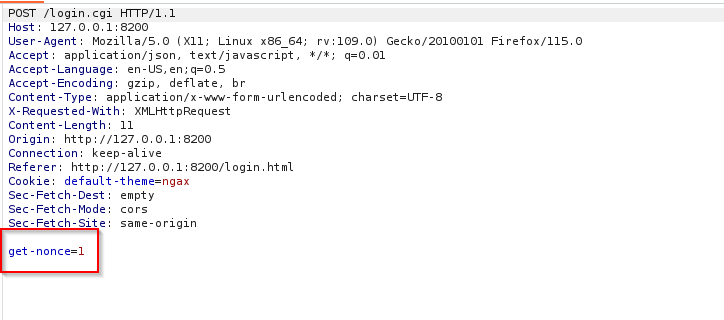 POST /login.cgi HTTP/1.1
Host: 127.0.0.1:8200
User-Agent: Mozilla/5.0 (X11; Linux x86_64; rv:109.0) Gecko/20100101 Firefox/115.0
Accept: application/json, text/javascript, */*; q=0.01
Accept-Language: en-US,en;q=0.5
Accept-Encoding: gzip, deflate, br
Content-Type: application/x-www-form-urlencoded; charset=UTF-8
X-Requested-With: XMLHttpRequest
Content-Length: 11
Origin: http://127.0.0.1:8200
Connection: keep-alive
Referer: http://127.0.0.1:8200/login.html
Cookie: default-theme=ngax
Sec-Fetch-Dest: empty
Sec-Fetch-Mode: cors
Sec-Fetch-Site: same-origin
get-nonce=1